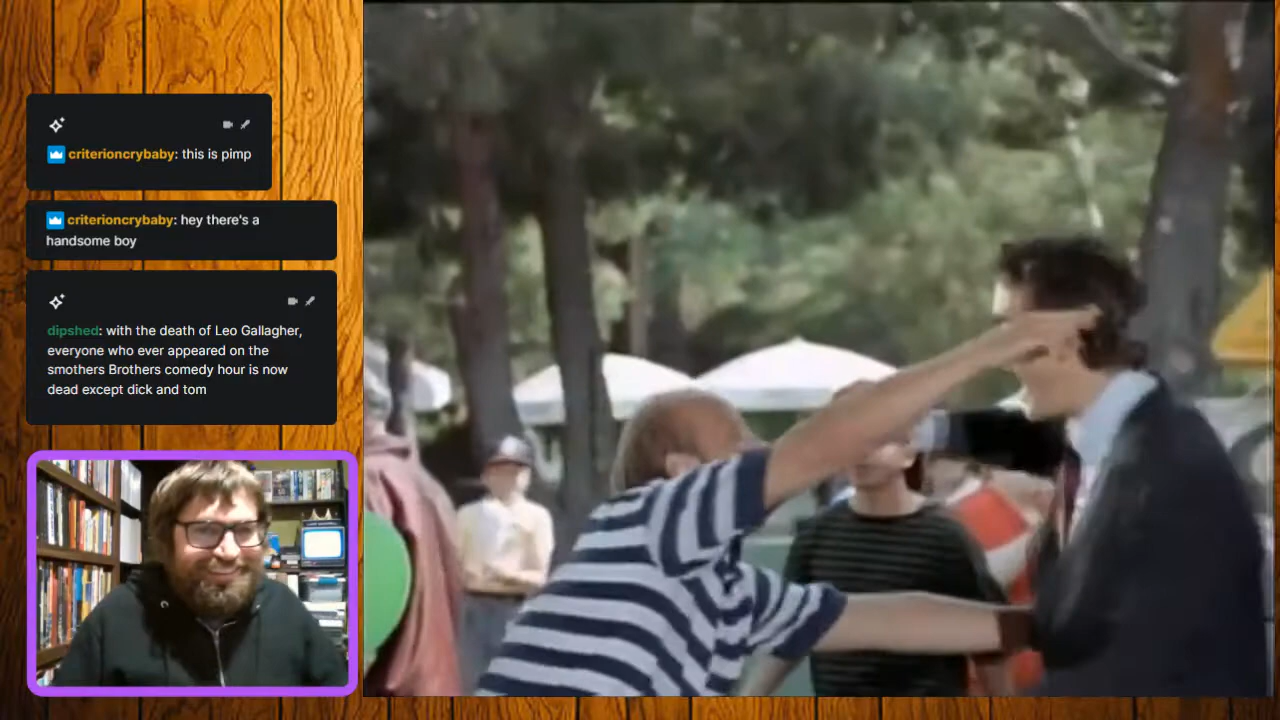 criterioncrybaby: this is pimp
criterioncrybaby: hey there's a
handsome boy
dipshed: with the death of Leo Gallagher,
everyone who ever appeared on the
smothers Brothers comedy hour is now
dead except dick and tom